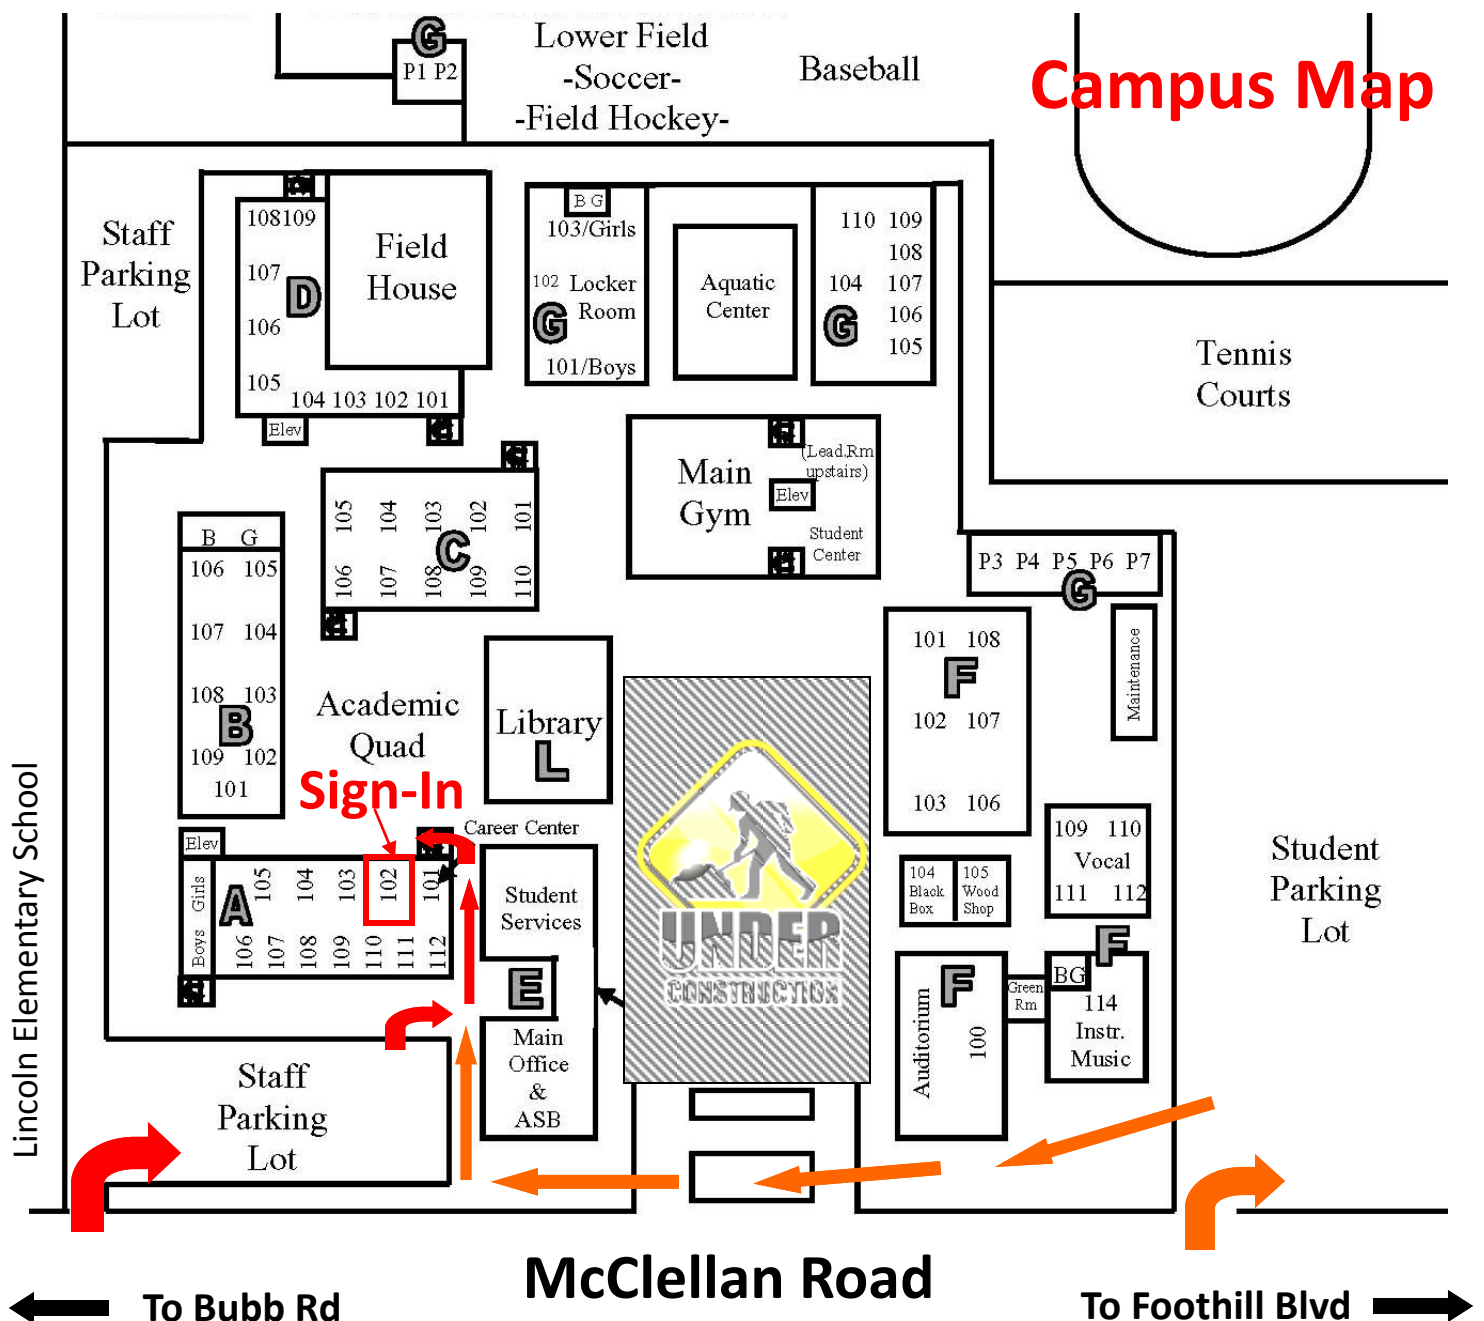 Campus Map
G
P1 P2
Lower Field
-Soccer-
-Field Hockey-
Baseball
Staff
Parking
Lot
108 109
107
D
106
105
104 103 102 101
Elev
Field
House
B G
103/Girls
102 Locker
Room
G
101/Boys
Aquatic
Center
110 109
108
104 107
G
106
105
Tennis
Courts
Main
Gym
(Lead.Rm
upstairs)
Elev
Student
Center
105 104 103 102 101
C
106 107 108 109 110
B G
106 105
107 104
108 103
B
109 102
101
P3 P4 P5 P6 P7
G
Maintenance
101 108
F
102 107
103 106
Academic
Quad
Library
L
Sign-In
Career Center
Elev
Girls
Boys
A
105 104 103 102 101
106 107 108 109 110 111 112
Student
Services
E
Main
Office
&
ASB
UNDER
CONSTRUCTION
104
Black
Box
105
Wood
Shop
109 110
Vocal
111 112
F
F
Auditorium
100
Green
Rm
BG
114
Instr.
Music
Student
Parking
Lot
Staff
Parking
Lot
Lincoln Elementary School
McClellan Road
To Bubb Rd
To Foothill Blvd